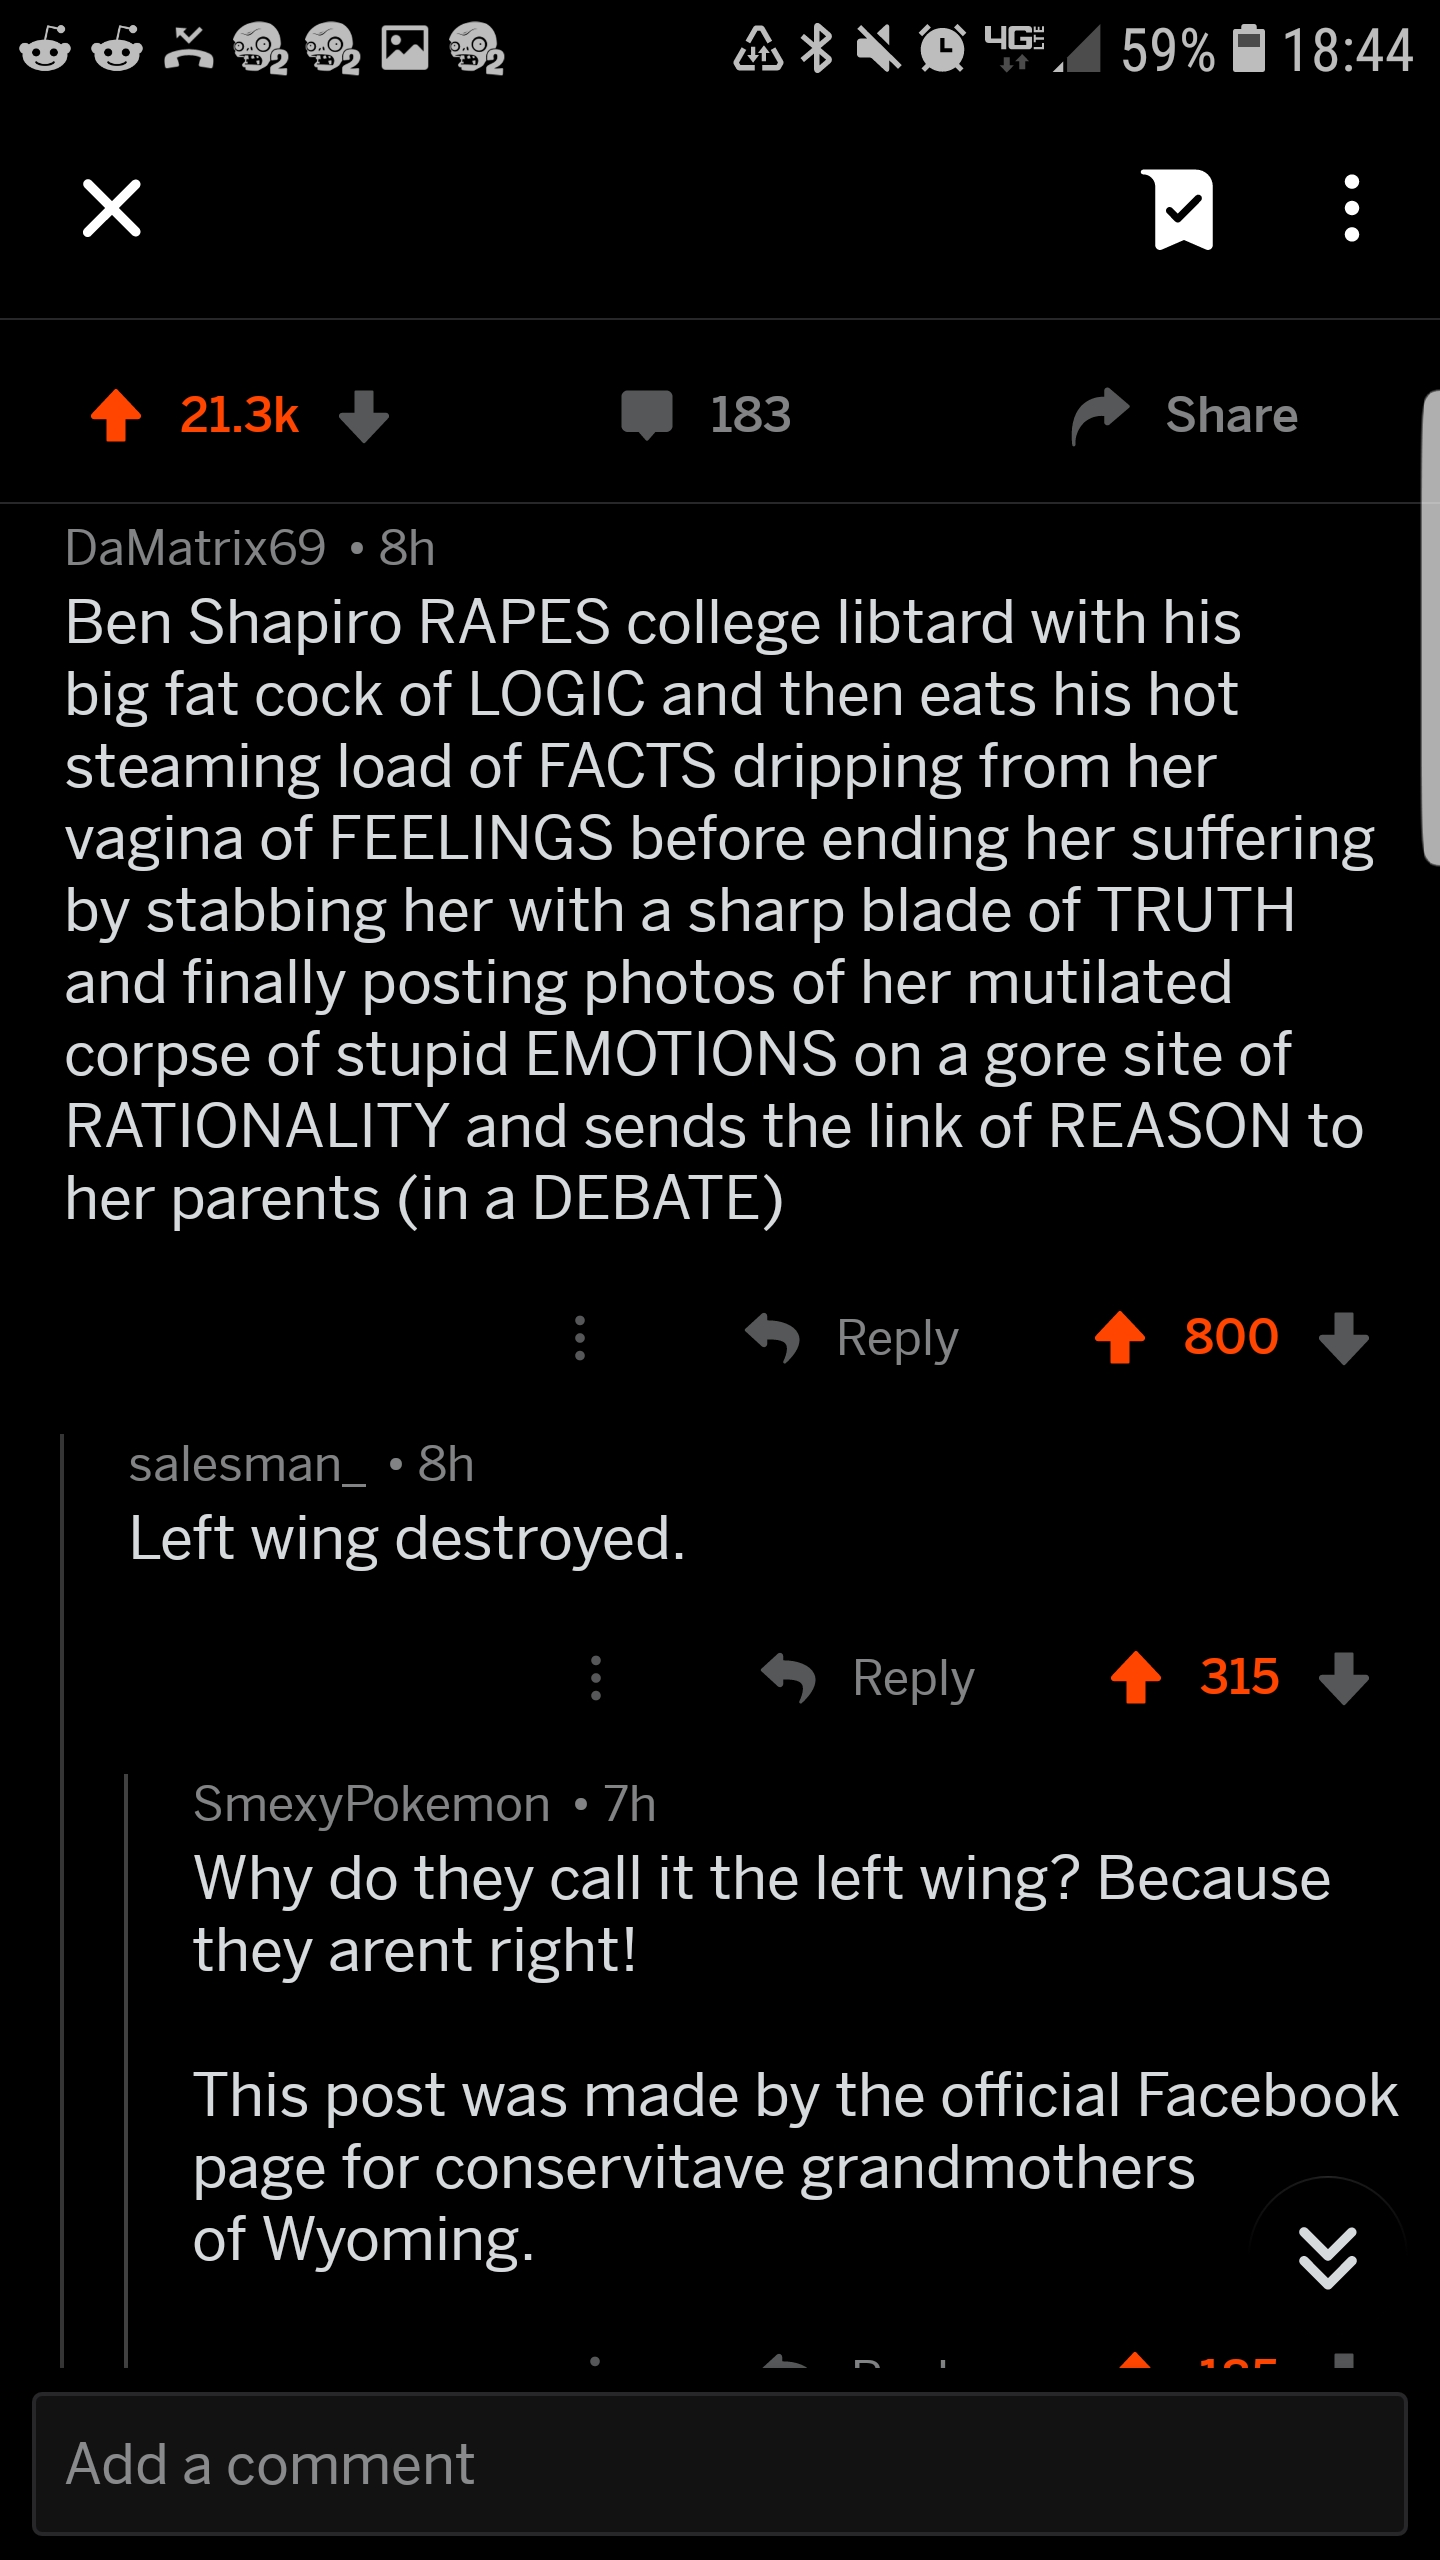 59% 18:44
21.3k 183 Share
DaMatrix69 • 8h
Ben Shapiro RAPES college libtard with his
big fat cock of LOGIC and then eats his hot
steaming load of FACTS dripping from her
vagina of FEELINGS before ending her suffering
by stabbing her with a sharp blade of TRUTH
and finally posting photos of her mutilated
corpse of stupid EMOTIONS on a gore site of
RATIONALITY and sends the link of REASON to
her parents (in a DEBATE)
Reply 800
salesman_ • 8h
Left wing destroyed.
Reply 315
SmexyPokemon • 7h
Why do they call it the left wing? Because
they arent right!
This post was made by the official Facebook
page for conservitave grandmothers
of Wyoming.
Add a comment